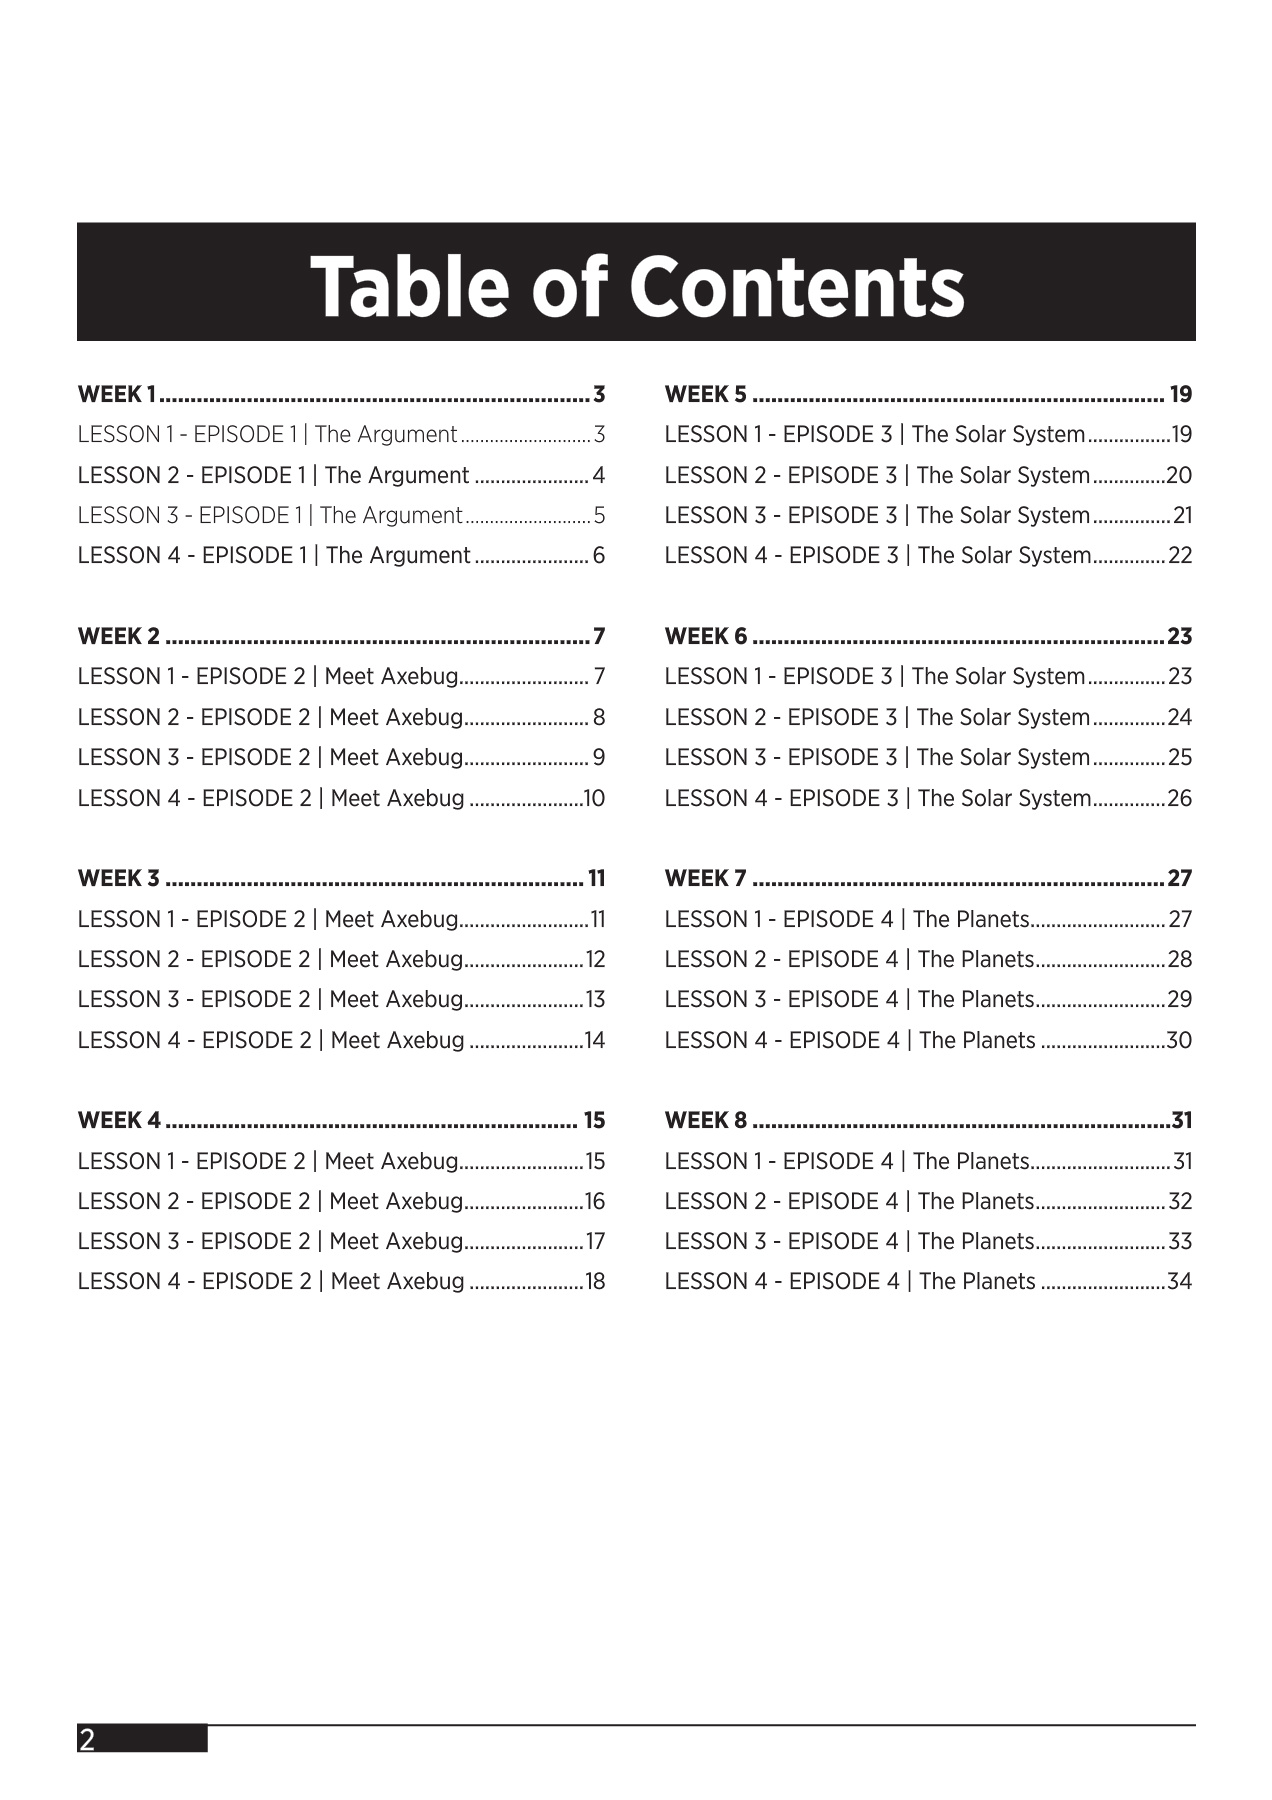 Table of Contents
WEEK 1......................................................................3
LESSON 1 - EPISODE 1 | The Argument...........................3
LESSON 2 - EPISODE 1 | The Argument ...................... 4
LESSON 3 - EPISODE 1 | The Argument..........................5
LESSON 4 - EPISODE 1 | The Argument ...................... 6
WEEK 2 ....................................................................7
LESSON 1 - EPISODE 2 | Meet Axebug......................... 7
LESSON 2 - EPISODE 2 | Meet Axebug........................ 8
LESSON 3 - EPISODE 2 | Meet Axebug........................ 9
LESSON 4 - EPISODE 2 | Meet Axebug ......................10
WEEK 3 ................................................................... 11
LESSON 1 - EPISODE 2 | Meet Axebug.........................11
LESSON 2 - EPISODE 2 | Meet Axebug.......................12
LESSON 3 - EPISODE 2 | Meet Axebug.......................13
LESSON 4 - EPISODE 2 | Meet Axebug ......................14
WEEK 4 .................................................................. 15
LESSON 1 - EPISODE 2 | Meet Axebug........................15
LESSON 2 - EPISODE 2 | Meet Axebug.......................16
LESSON 3 - EPISODE 2 | Meet Axebug.......................17
LESSON 4 - EPISODE 2 | Meet Axebug ......................18
WEEK 5 .................................................................. 19
LESSON 1 - EPISODE 3 | The Solar System................19
LESSON 2 - EPISODE 3 | The Solar System..............20
LESSON 3 - EPISODE 3 | The Solar System...............21
LESSON 4 - EPISODE 3 | The Solar System..............22
WEEK 6 ..................................................................23
LESSON 1 - EPISODE 3 | The Solar System...............23
LESSON 2 - EPISODE 3 | The Solar System..............24
LESSON 3 - EPISODE 3 | The Solar System..............25
LESSON 4 - EPISODE 3 | The Solar System..............26
WEEK 7 ..................................................................27
LESSON 1 - EPISODE 4 | The Planets..........................27
LESSON 2 - EPISODE 4 | The Planets.........................28
LESSON 3 - EPISODE 4 | The Planets.........................29
LESSON 4 - EPISODE 4 | The Planets ........................30
WEEK 8 ...................................................................31
LESSON 1 - EPISODE 4 | The Planets...........................31
LESSON 2 - EPISODE 4 | The Planets.........................32
LESSON 3 - EPISODE 4 | The Planets.........................33
LESSON 4 - EPISODE 4 | The Planets ........................34
2